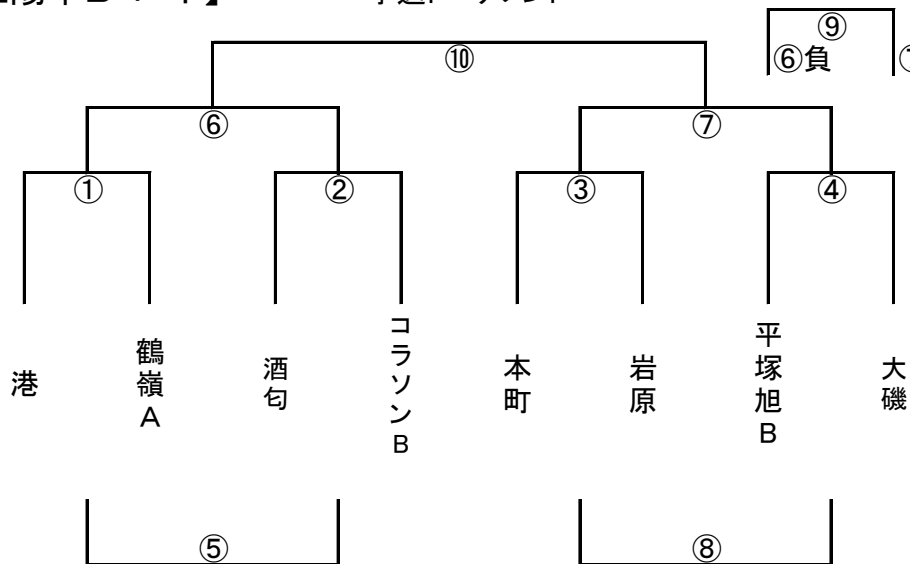 ⑨
⑩
⑥負
⑥
⑦
①
②
③
④
港
鶴嶺A
酒匂
コラソンB
本町
岩原
平塚旭B
大磯
⑤
⑧